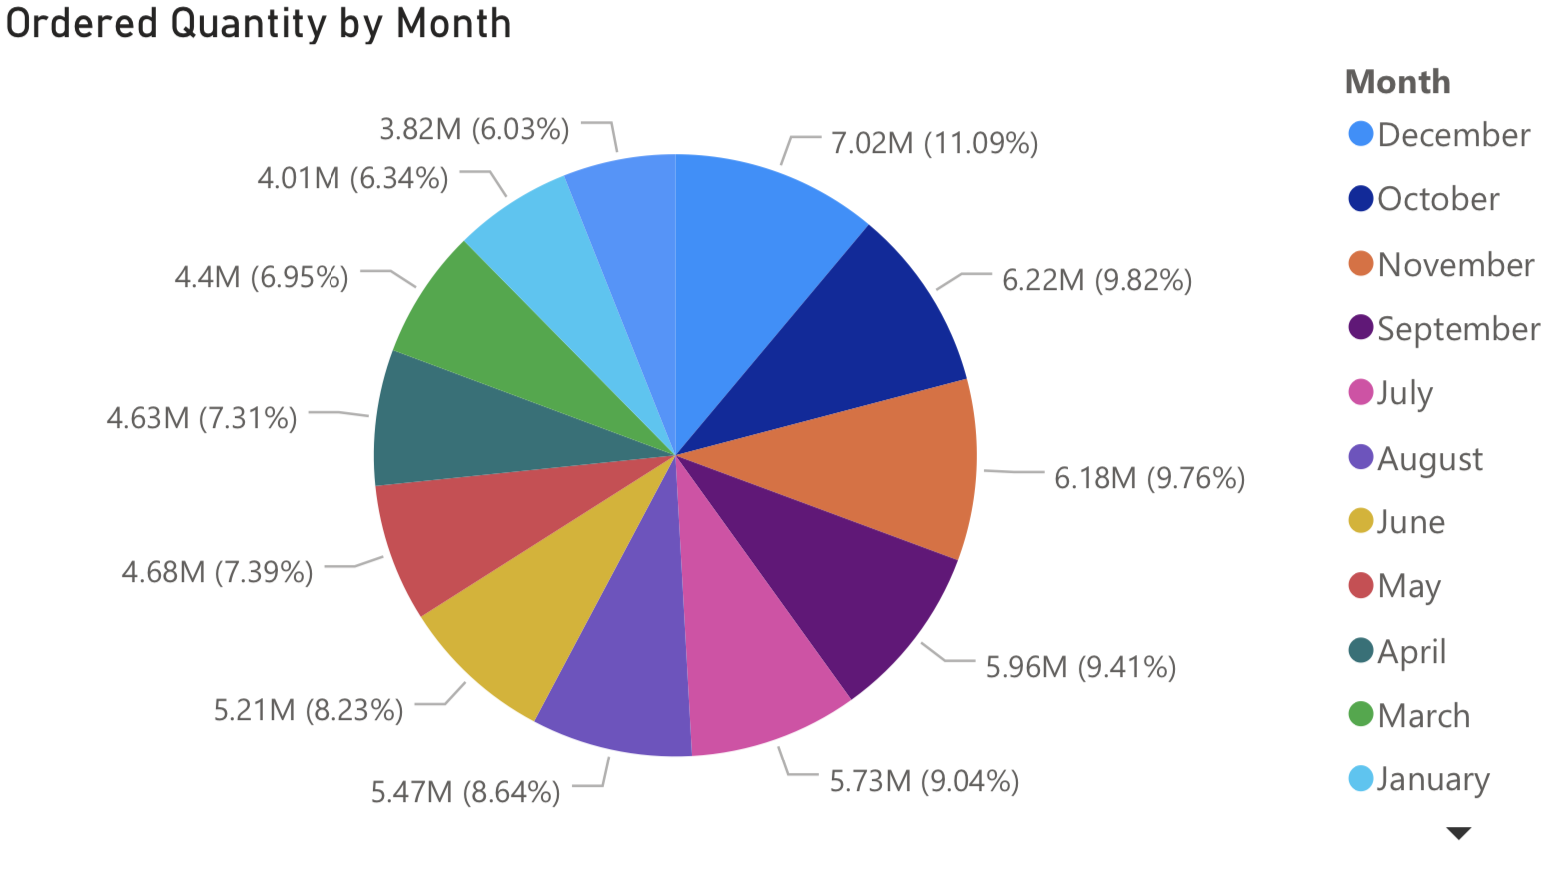 Ordered Quantity by Month
Month
December
October
November
September
July
August
June
May
April
March
January
7.02M (11.09%)
6.22M (9.82%)
6.18M (9.76%)
5.96M (9.41%)
5.73M (9.04%)
5.47M (8.64%)
5.21M (8.23%)
4.68M (7.39%)
4.63M (7.31%)
4.4M (6.95%)
4.01M (6.34%)
3.82M (6.03%)